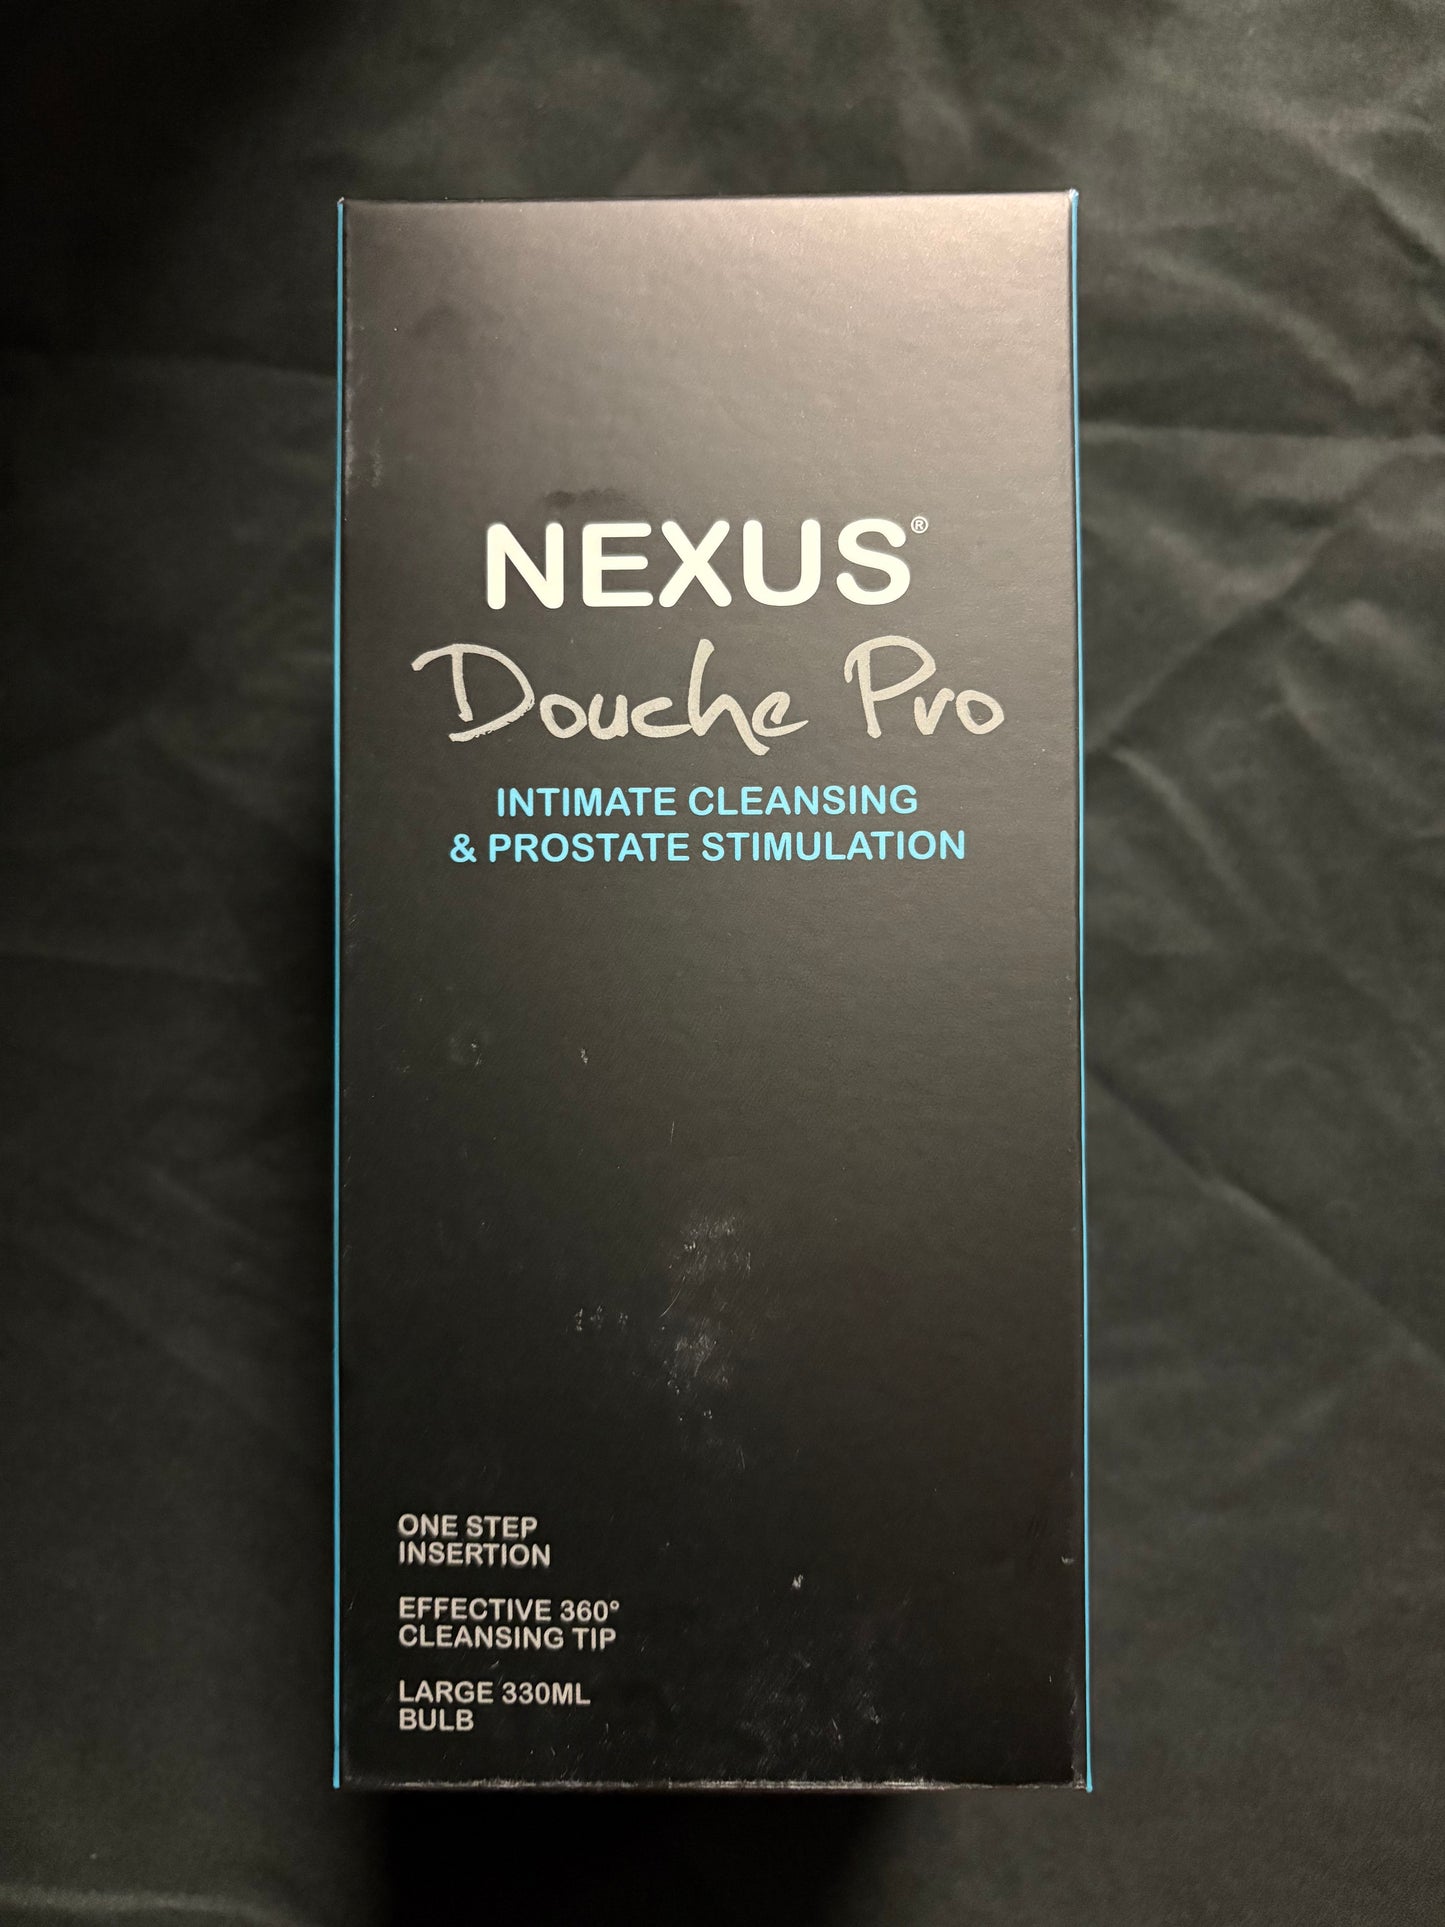 NEXUS®
Douche Pro
INTIMATE CLEANSING
& PROSTATE STIMULATION
ONE STEP
INSERTION
EFFECTIVE 360°
CLEANSING TIP
LARGE 330ML
BULB